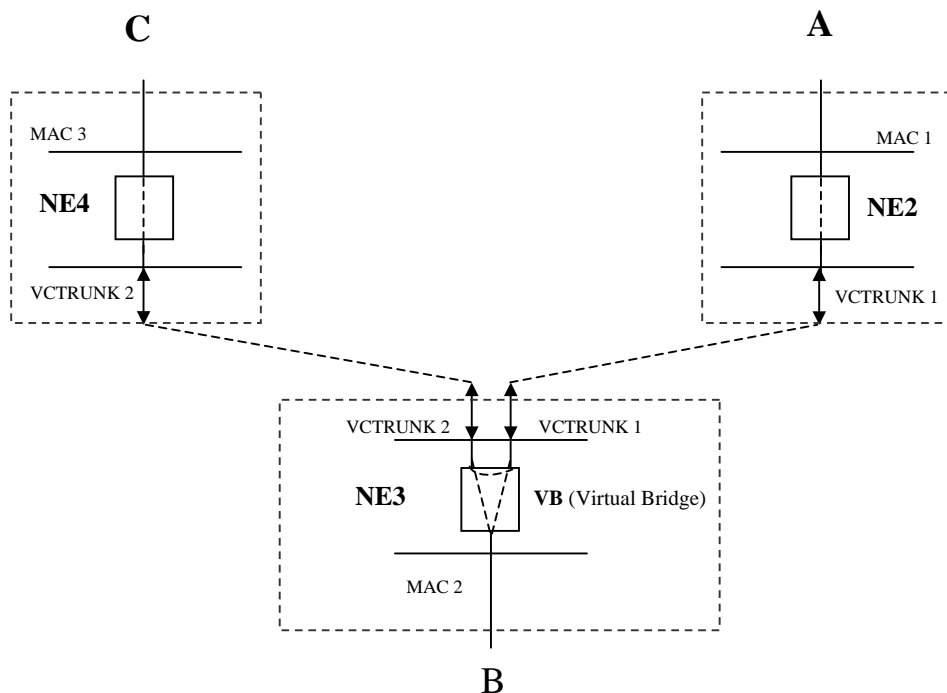 C
A
MAC 3
MAC 1
NE4
NE2
VCTRUNK 2
VCTRUNK 1
VCTRUNK 2
VCTRUNK 1
NE3
VB (Virtual Bridge)
MAC 2
B